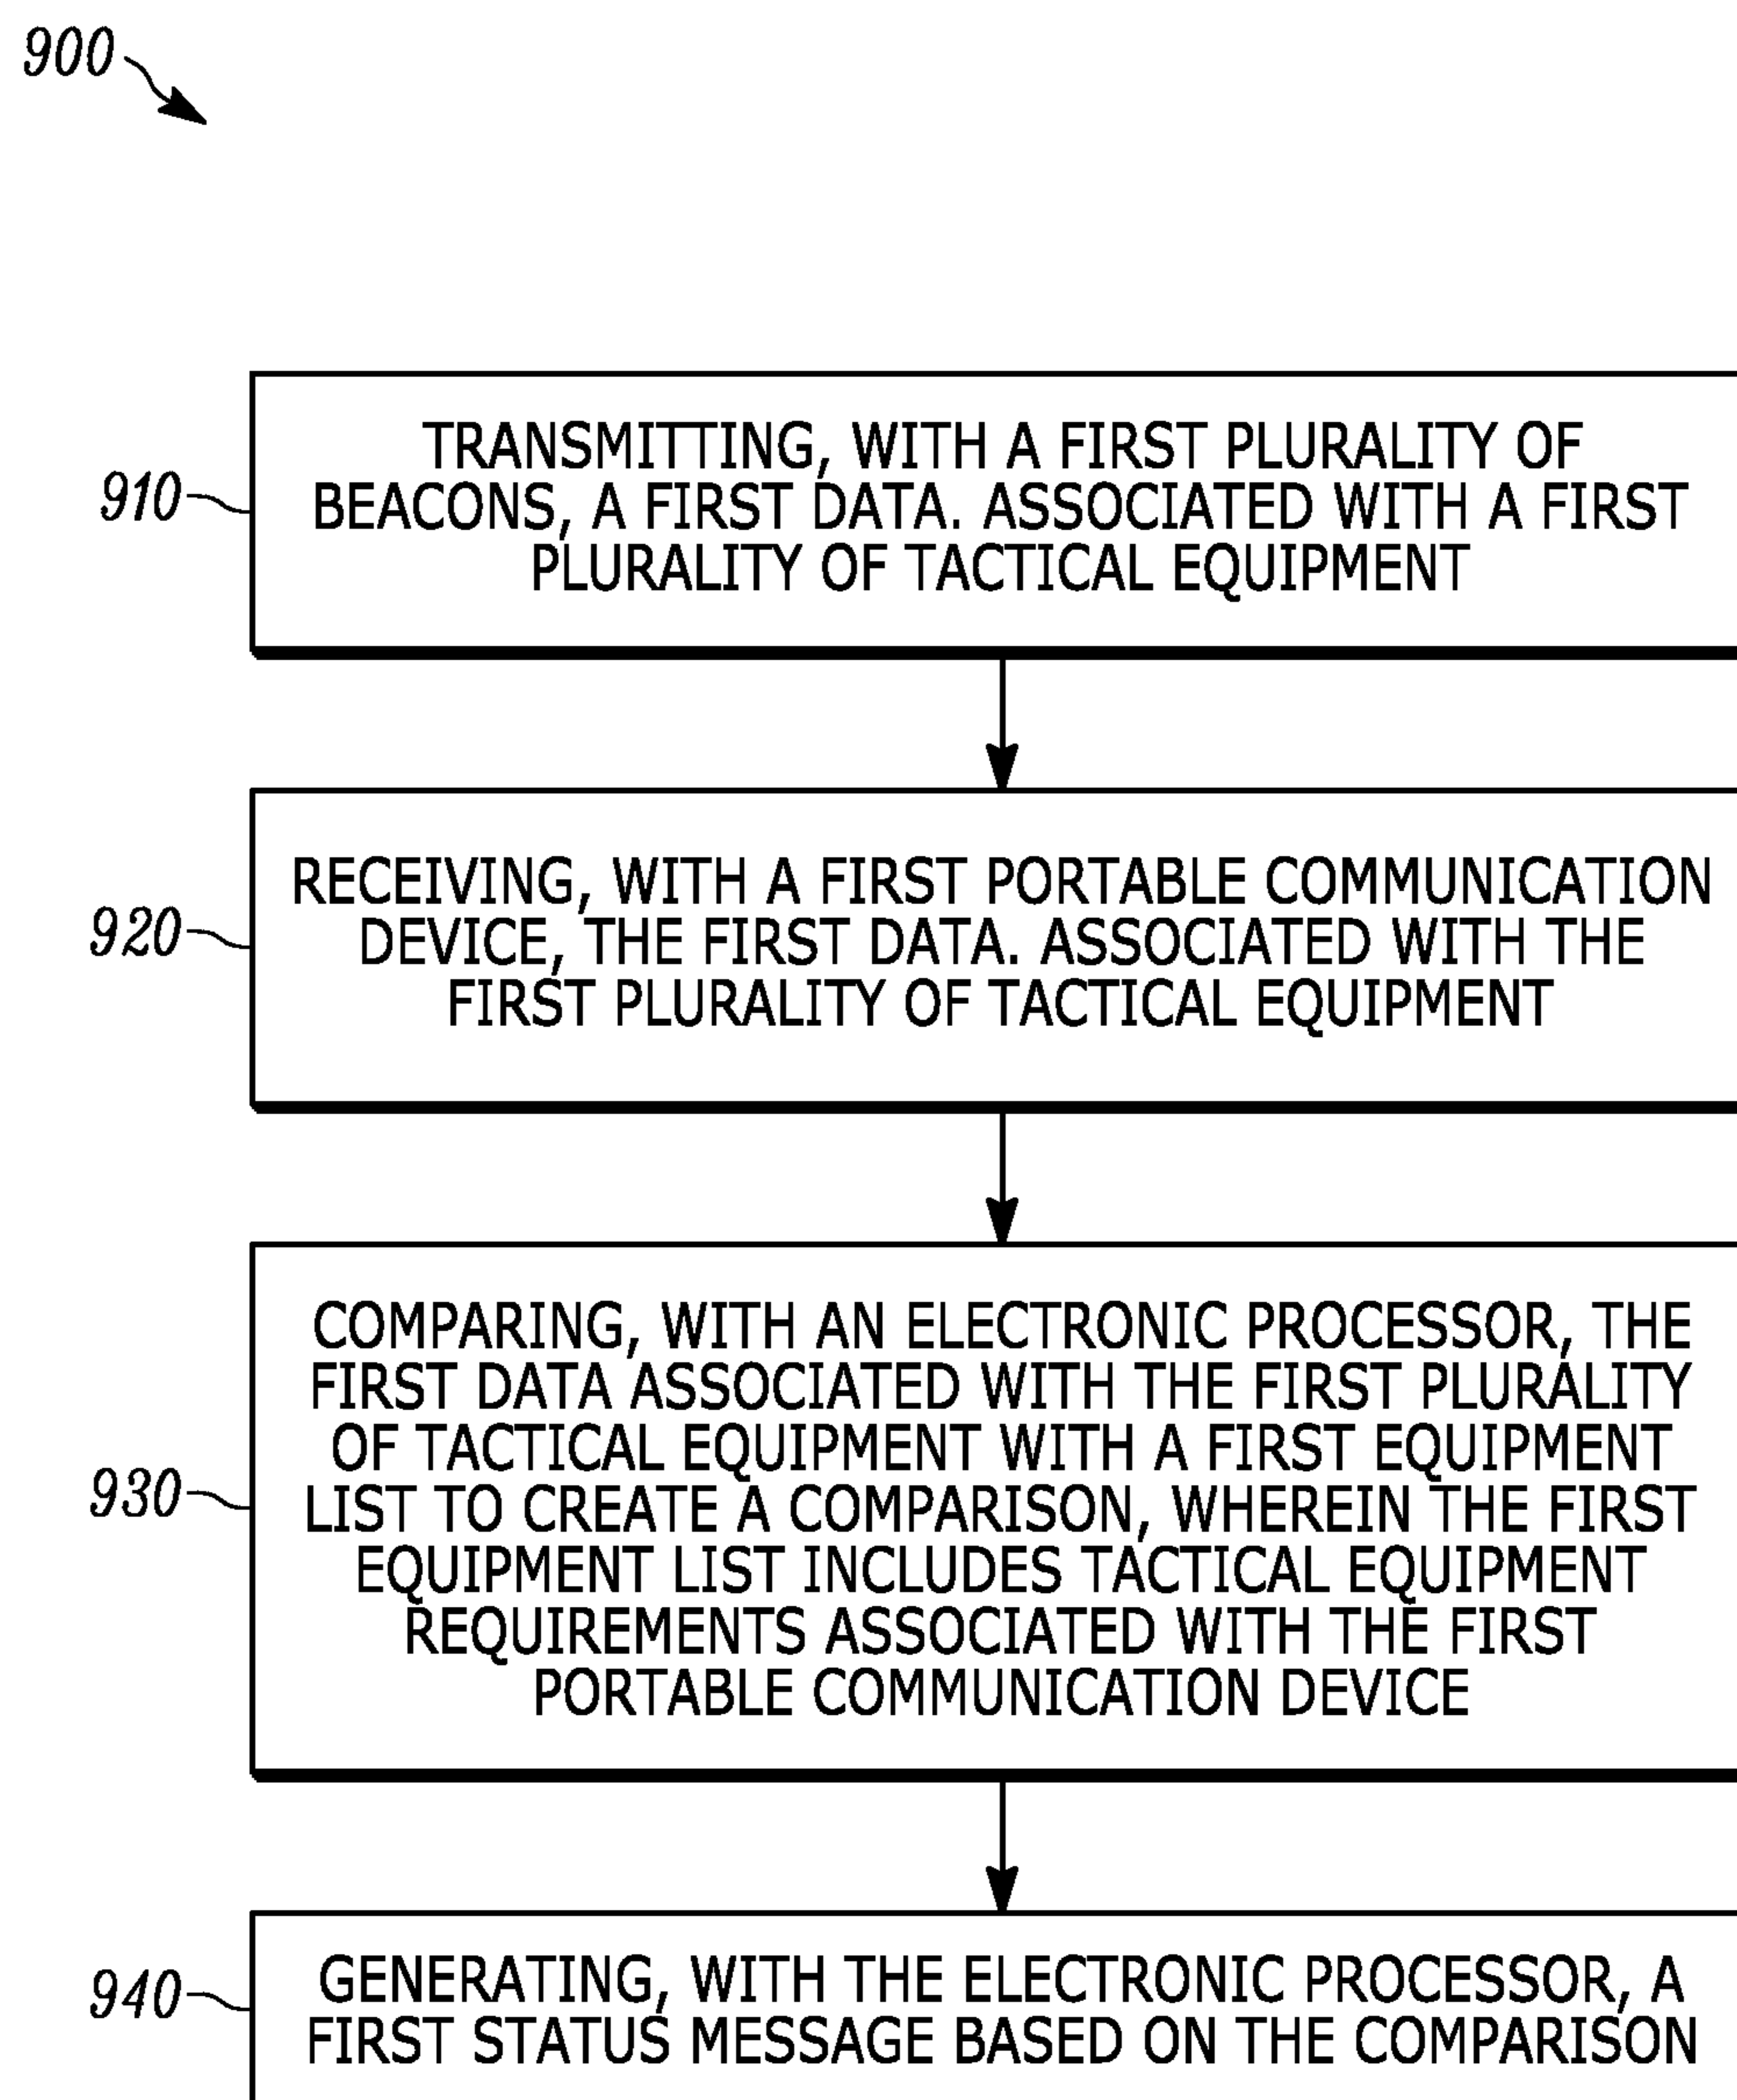 900
910
TRANSMITTING, WITH A FIRST PLURALITY OF
BEACONS, A FIRST DATA. ASSOCIATED WITH A FIRST
PLURALITY OF TACTICAL EQUIPMENT
920
RECEIVING, WITH A FIRST PORTABLE COMMUNICATION
DEVICE, THE FIRST DATA. ASSOCIATED WITH THE
FIRST PLURALITY OF TACTICAL EQUIPMENT
930
COMPARING, WITH AN ELECTRONIC PROCESSOR, THE
FIRST DATA ASSOCIATED WITH THE FIRST PLURALITY
OF TACTICAL EQUIPMENT WITH A FIRST EQUIPMENT
LIST TO CREATE A COMPARISON, WHEREIN THE FIRST
EQUIPMENT LIST INCLUDES TACTICAL EQUIPMENT
REQUIREMENTS ASSOCIATED WITH THE FIRST
PORTABLE COMMUNICATION DEVICE
940
GENERATING, WITH THE ELECTRONIC PROCESSOR, A
FIRST STATUS MESSAGE BASED ON THE COMPARISON